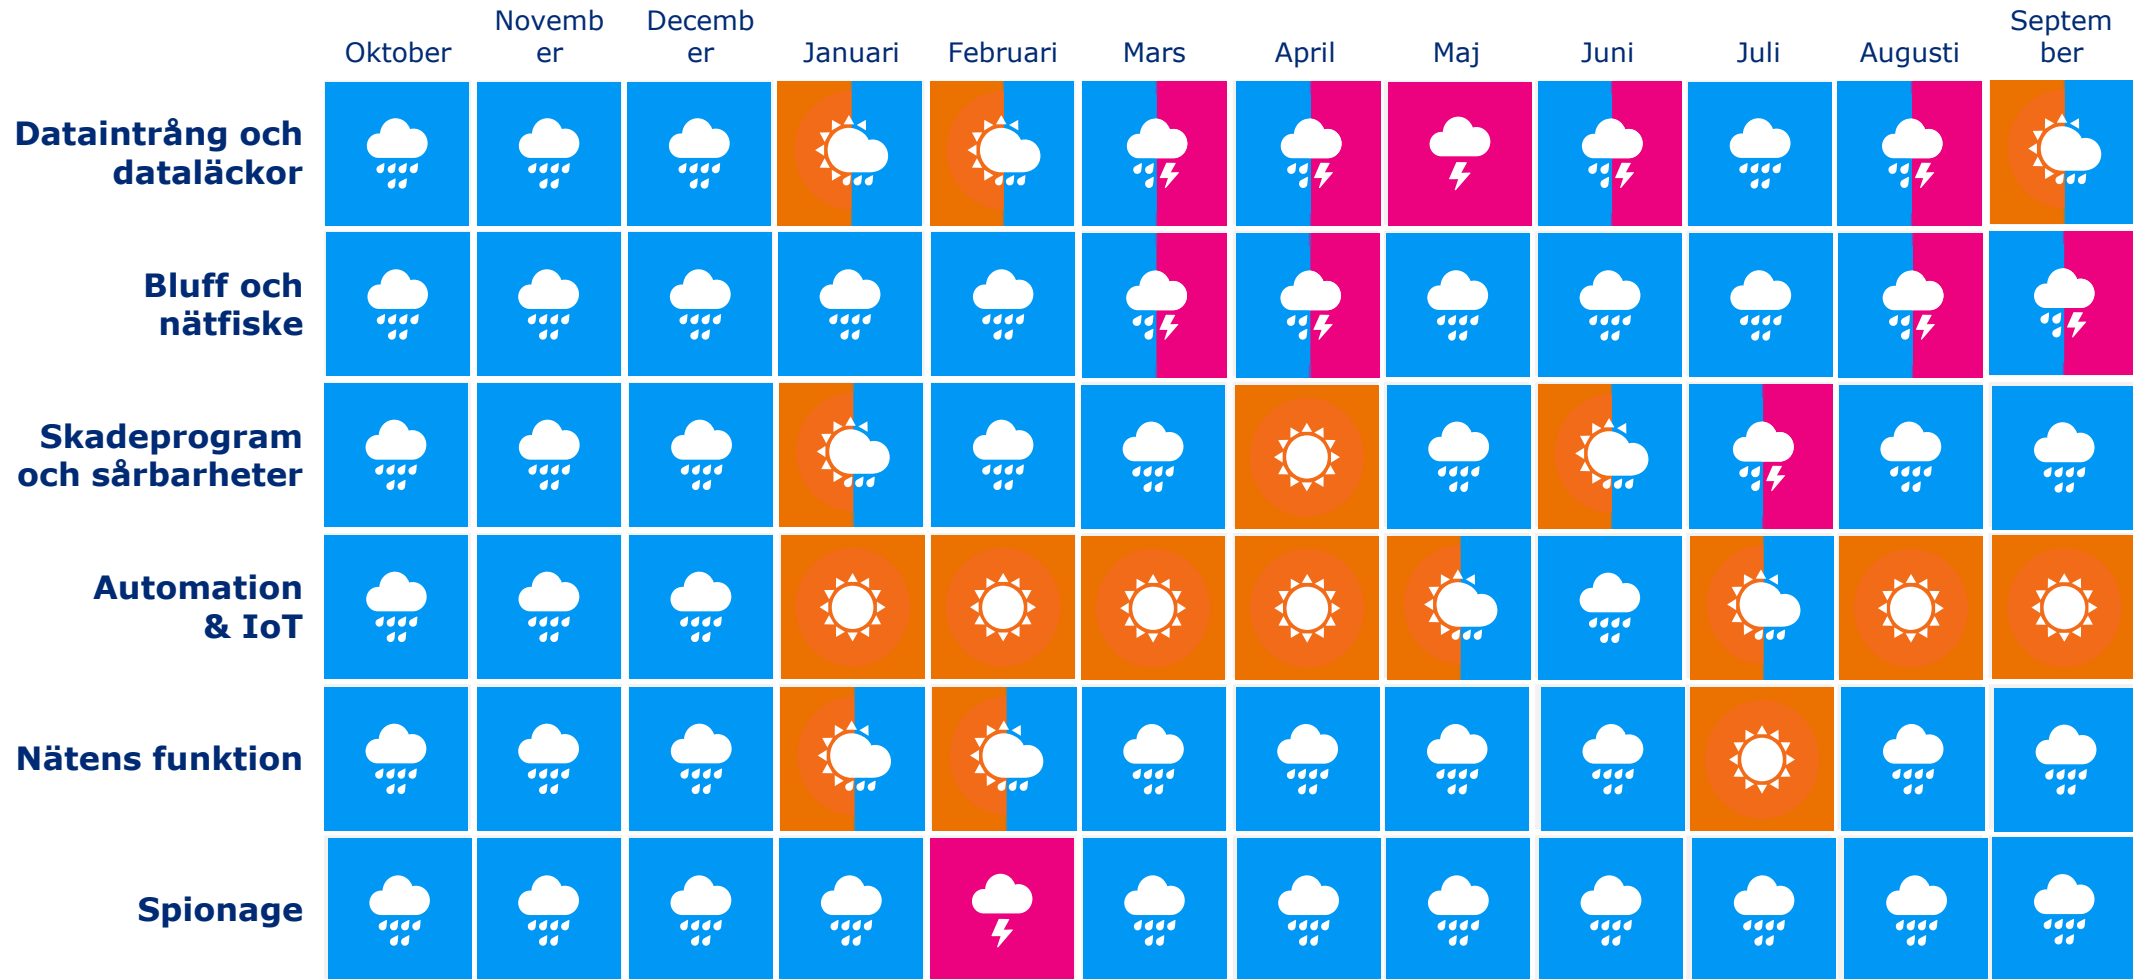 Oktober
Novemb
er
Decemb
er
Januari
Februari
Mars
April
Maj
Juni
Juli
Augusti
Septem
ber
Dataintrång och
dataläckor
Bluff och
nätfiske
Skadeprogram
och sårbarheter
Automation
& IoT
Nätens funktion
Spionage